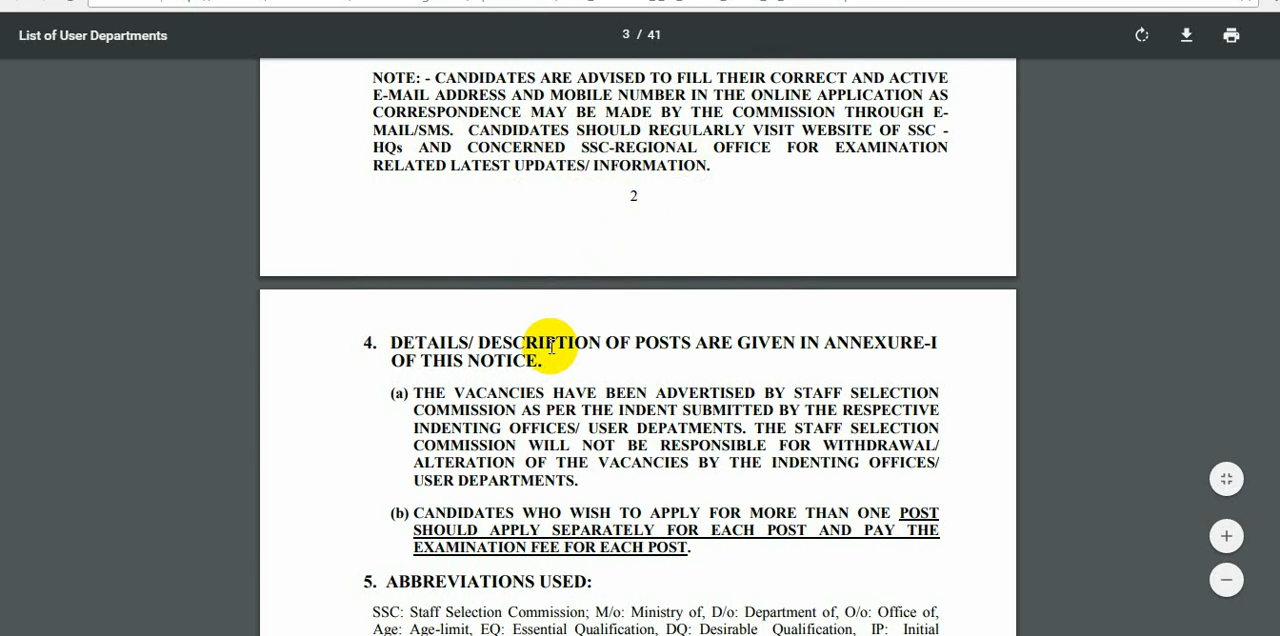 List of User Departments
3 / 41
NOTE: - CANDIDATES ARE ADVISED TO FILL THEIR CORRECT AND ACTIVE
E-MAIL ADDRESS AND MOBILE NUMBER IN THE ONLINE APPLICATION AS
CORRESPONDENCE MAY BE MADE BY THE COMMISSION THROUGH E-
MAIL/SMS. CANDIDATES SHOULD REGULARLY VISIT WEBSITE OF SSC -
HQs AND CONCERNED SSC-REGIONAL OFFICE FOR EXAMINATION
RELATED LATEST UPDATES/ INFORMATION.
2
4. DETAILS/ DESCRIPTION OF POSTS ARE GIVEN IN ANNEXURE-I
OF THIS NOTICE.
(a) THE VACANCIES HAVE BEEN ADVERTISED BY STAFF SELECTION
COMMISSION AS PER THE INDENT SUBMITTED BY THE RESPECTIVE
INDENTING OFFICES/ USER DEPATMENTS. THE STAFF SELECTION
COMMISSION WILL NOT BE RESPONSIBLE FOR WITHDRAWAL/
ALTERATION OF THE VACANCIES BY THE INDENTING OFFICES/
USER DEPARTMENTS.
(b) CANDIDATES WHO WISH TO APPLY FOR MORE THAN ONE POST
SHOULD APPLY SEPARATELY FOR EACH POST AND PAY THE
EXAMINATION FEE FOR EACH POST.
5. ABBREVIATIONS USED:
SSC: Staff Selection Commission; M/o: Ministry of, D/o: Department of, O/o: Office of,
Age: Age-limit, EQ: Essential Qualification, DQ: Desirable Qualification, IP: Initial